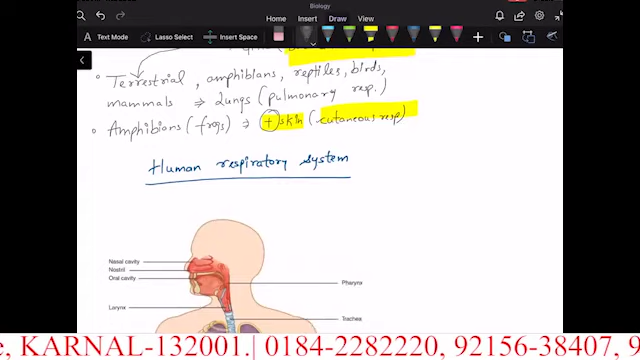 Biology
Home Insert Draw View
Text Mode Lasso Select Insert Space
Terrestrial, amphibians, reptiles, birds,
mammals ⇒ Lungs (pulmonary resp.)
Amphibians (frogs) ⇒ + skin (cutaneous resp)
Human respiratory system
Nasal cavity
Nostril
Oral cavity
Pharynx
Larynx
Trachea
, KARNAL-132001.| 0184-2282220, 92156-38407, 9